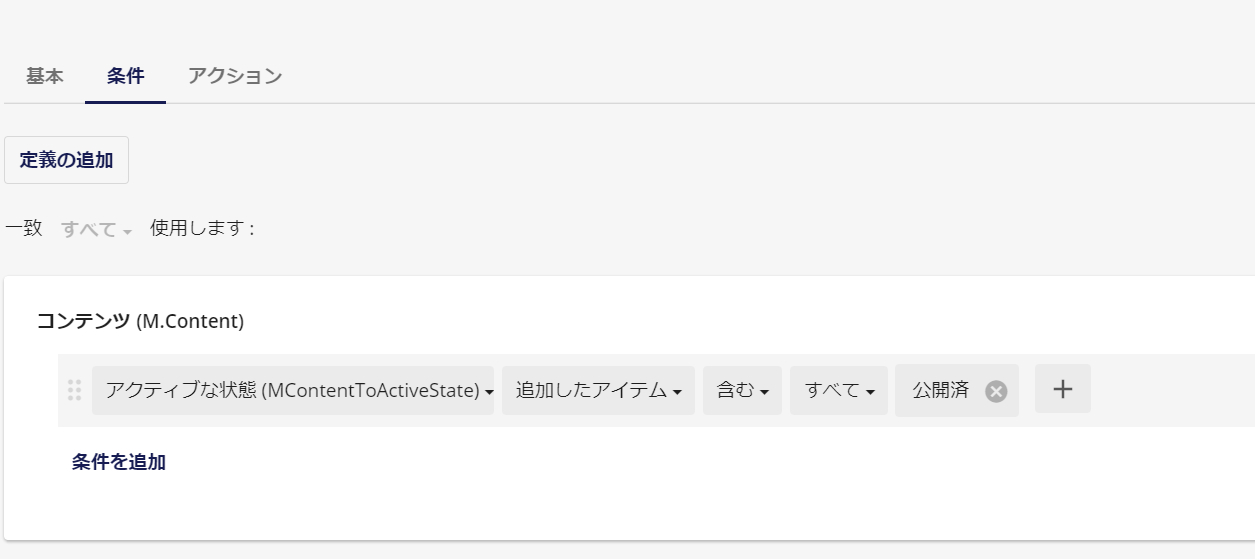 基本 条件 アクション
定義の追加
一致 すべて 使用します :
コンテンツ (M.Content)
アクティブな状態 (MContentToActiveState) 追加したアイテム 含む すべて 公開済
条件を追加